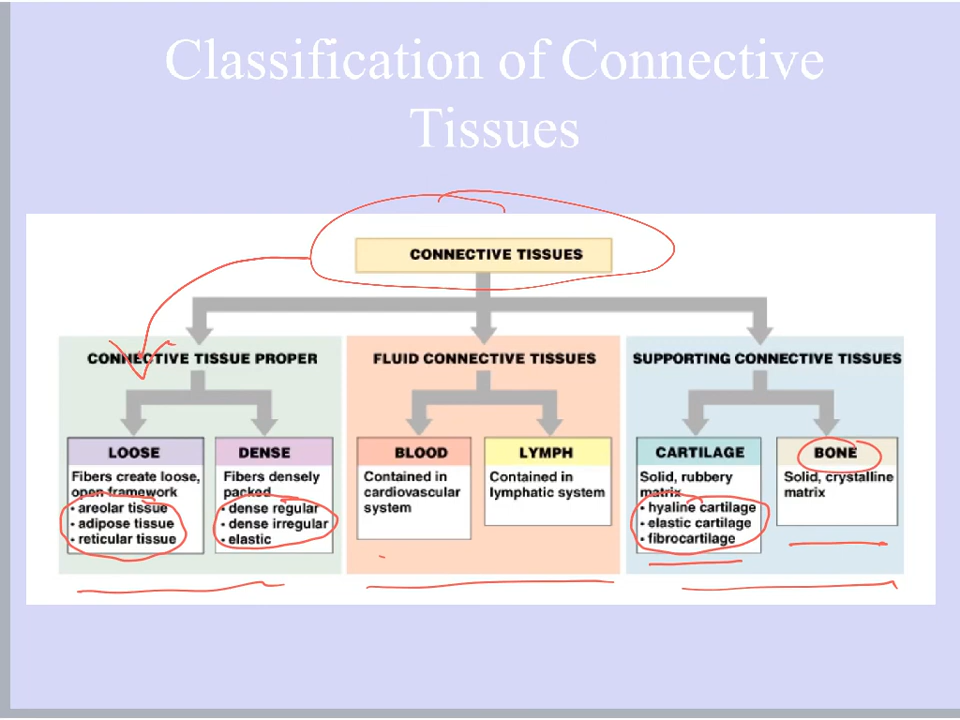 Classification of Connective
Tissues
CONNECTIVE TISSUES
CONNECTIVE TISSUE PROPER
LOOSE
Fibers create loose,
open framework
• areolar tissue
• adipose tissue
• reticular tissue
DENSE
Fibers densely
packed
• dense regular
• dense irregular
• elastic
FLUID CONNECTIVE TISSUES
BLOOD
Contained in
cardiovascular
system
LYMPH
Contained in
lymphatic system
SUPPORTING CONNECTIVE TISSUES
CARTILAGE
Solid, rubbery
matrix
• hyaline cartilage
• elastic cartilage
• fibrocartilage
BONE
Solid, crystalline
matrix